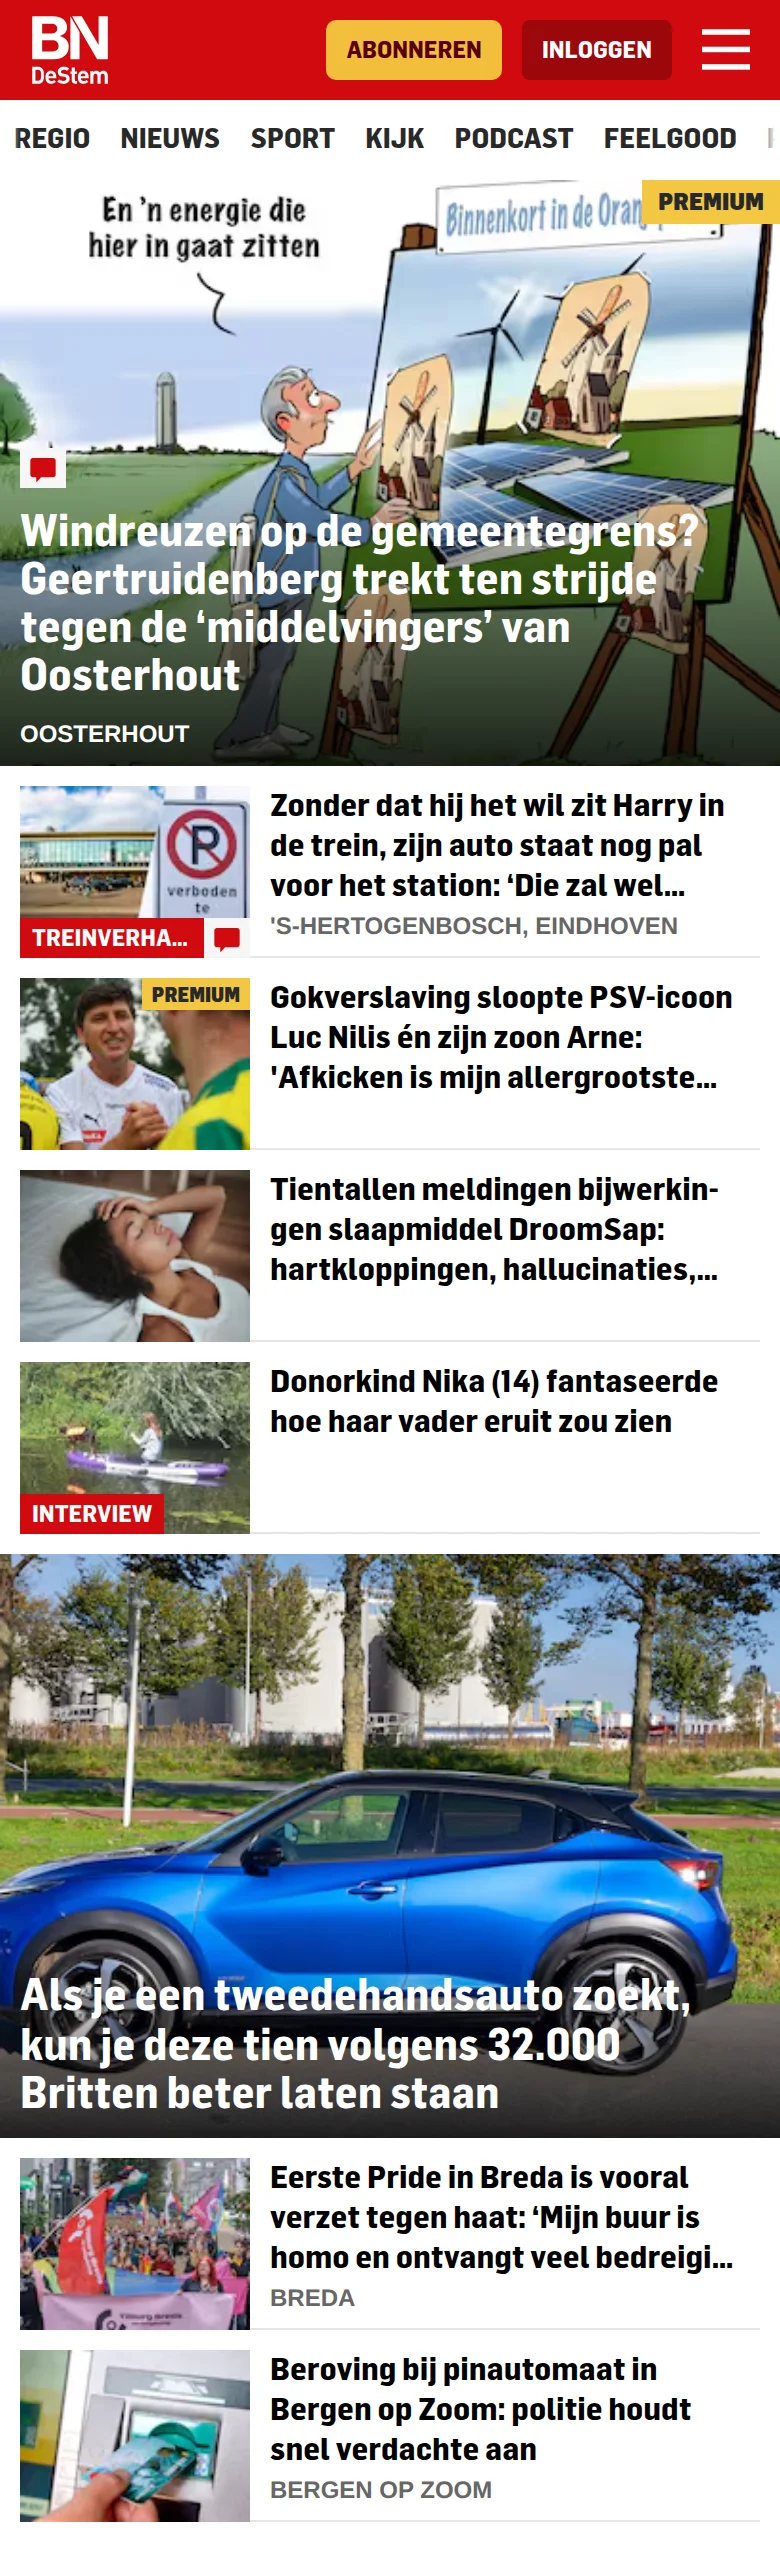 BN
DeStem
ABONNEREN
INLOGGEN
REGIO NIEUWS SPORT KIJK PODCAST FEELGOOD
PREMIUM
En 'n energie die
hier in gaat zitten
Binnenkort in de
Windreuzen op de gemeentegrens?
Geertruidenberg trekt ten strijde
tegen de ‘middelvingers’ van
Oosterhout
OOSTERHOUT
verboden
te
TREINVERHA...
Zonder dat hij het wil zit Harry in
de trein, zijn auto staat nog pal
voor het station: ‘Die zal wel...
'S-HERTOGENBOSCH, EINDHOVEN
PREMIUM
Gokverslaving sloopte PSV-icoon
Luc Nilis én zijn zoon Arne:
'Afkicken is mijn allergrootste...
Tientallen meldingen bijwerkin-
gen slaapmiddel DroomSap:
hartkloppingen, hallucinaties,...
INTERVIEW
Donorkind Nika (14) fantaseerde
hoe haar vader eruit zou zien
Als je een tweedehandsauto zoekt,
kun je deze tien volgens 32.000
Britten beter laten staan
Eerste Pride in Breda is vooral
verzet tegen haat: ‘Mijn buur is
homo en ontvangt veel bedreigi...
BREDA
Beroving bij pinautomaat in
Bergen op Zoom: politie houdt
snel verdachte aan
BERGEN OP ZOOM